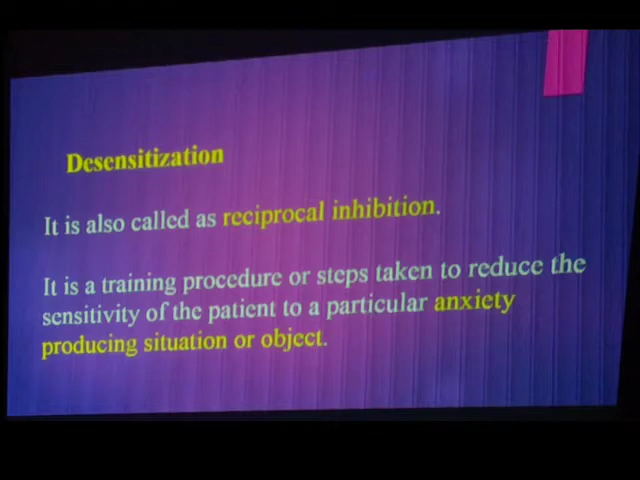 Desensitization
It is also called as reciprocal inhibition.
It is a training procedure or steps taken to reduce the
sensitivity of the patient to a particular anxiety
producing situation or object.